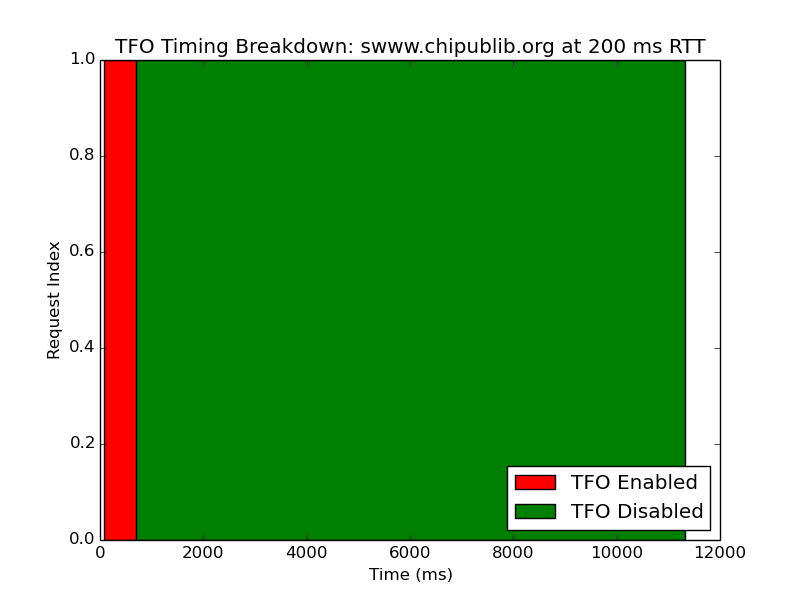 TFO Timing Breakdown: swww.chipublib.org at 200 ms RTT
1.0
0.8
0.6
0.4
0.2
0.0
Request Index
0 2000 4000 6000 8000 10000 12000
Time (ms)
TFO Enabled
TFO Disabled